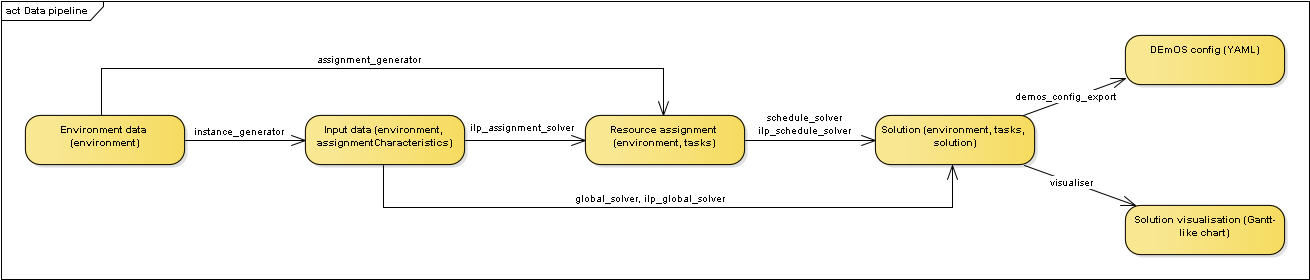 act Data pipeline
assignment_generator
Environment data
(environment)
instance_generator
Input data (environment,
assignmentCharacteristics)
ilp_assignment_solver
Resource assignment
(environment, tasks)
schedule_solver
ilp_schedule_solver
Solution (environment, tasks,
solution)
global_solver, ilp_global_solver
demos_config_export
DEmOS config (YAML)
visualiser
Solution visualisation (Gantt-
like chart)